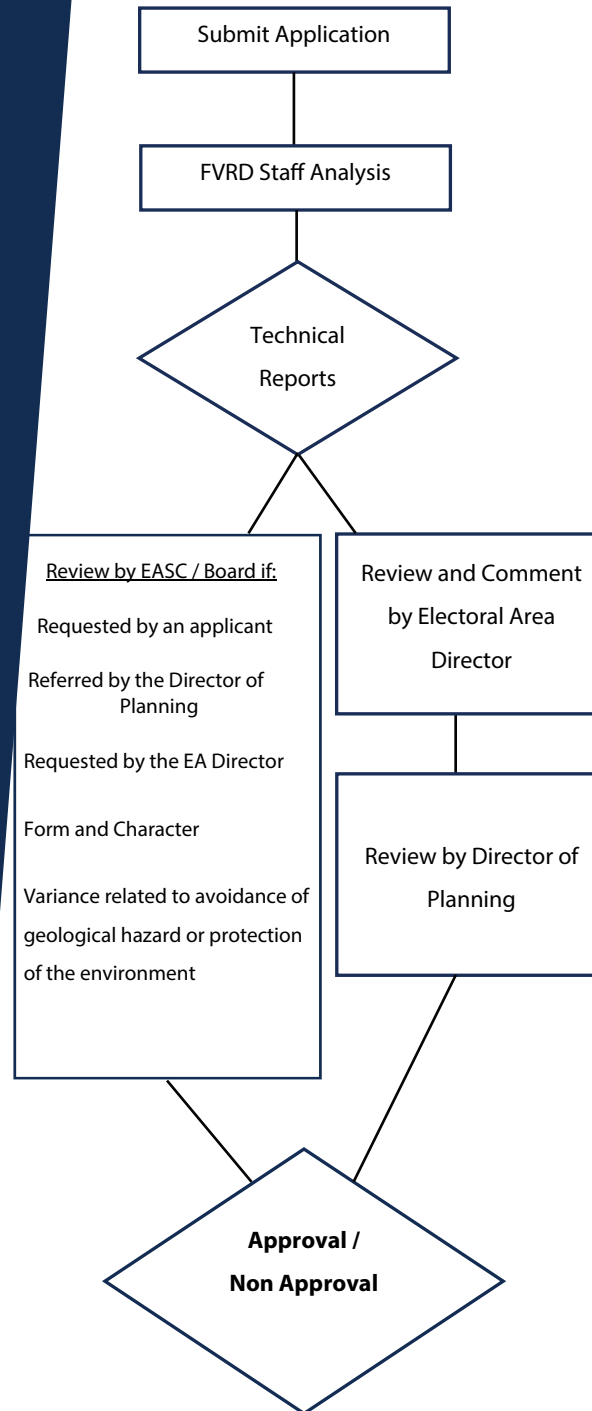 Submit Application
FVRD Staff Analysis
Technical
Reports
Review by EASC / Board if:
Requested by an applicant
Referred by the Director of
Planning
Requested by the EA Director
Form and Character
Variance related to avoidance of
geological hazard or protection
of the environment
Review and Comment
by Electoral Area
Director
Review by Director of
Planning
Approval /
Non Approval